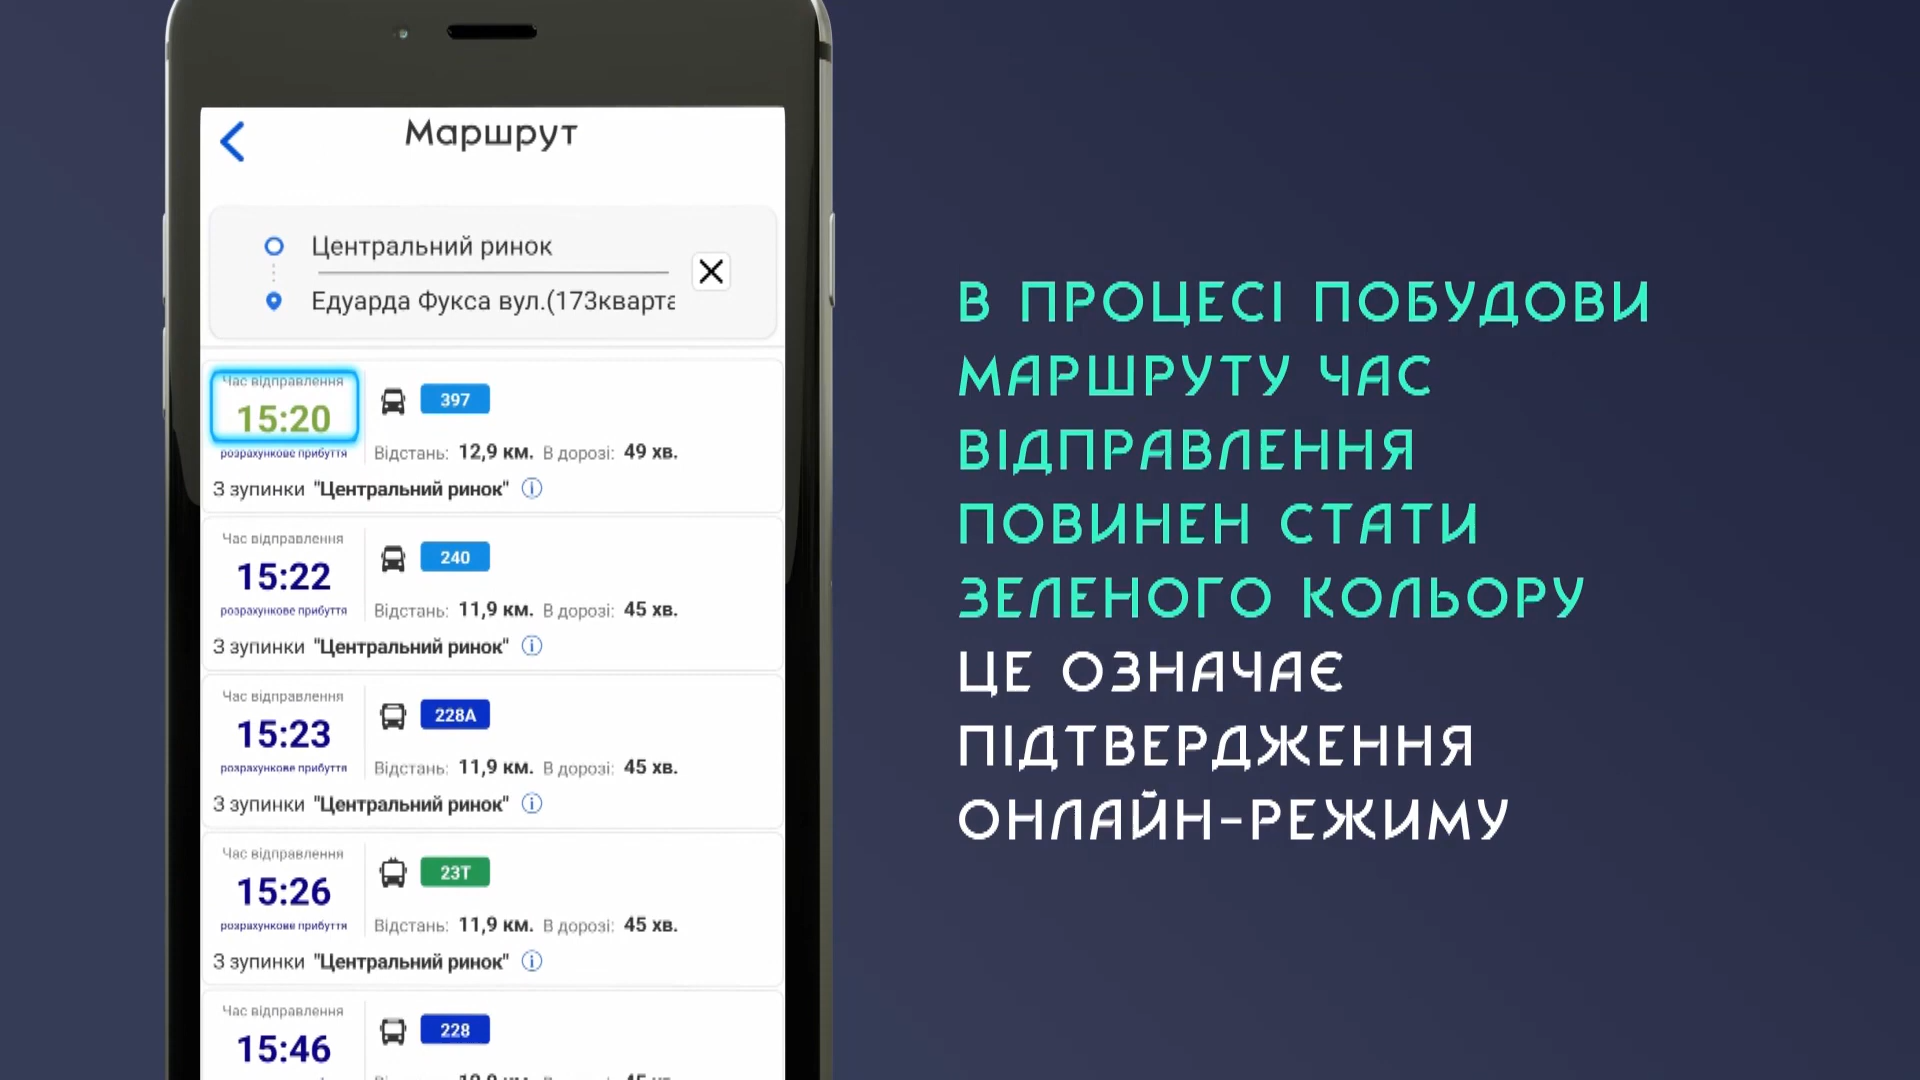 Маршрут
Центральний ринок
Едуарда Фукса вул.(173кварта
Час відправлення
15:20
розрахункове прибуття
397
Відстань: 12,9 км. В дорозі: 49 хв.
З зупинки "Центральний ринок"
Час відправлення
15:22
розрахункове прибуття
240
Відстань: 11,9 км. В дорозі: 45 хв.
З зупинки "Центральний ринок"
Час відправлення
15:23
розрахункове прибуття
228А
Відстань: 11,9 км. В дорозі: 45 хв.
З зупинки "Центральний ринок"
Час відправлення
15:26
розрахункове прибуття
23Т
Відстань: 11,9 км. В дорозі: 45 хв.
З зупинки "Центральний ринок"
Час відправлення
15:46
228
В ПРОЦЕСІ ПОБУДОВИ
МАРШРУТУ ЧАС
ВІДПРАВЛЕННЯ
ПОВИНЕН СТАТИ
ЗЕЛЕНОГО КОЛЬОРУ
ЦЕ ОЗНАЧАЄ
ПІДТВЕРДЖЕННЯ
ОНЛАЙН-РЕЖИМУ